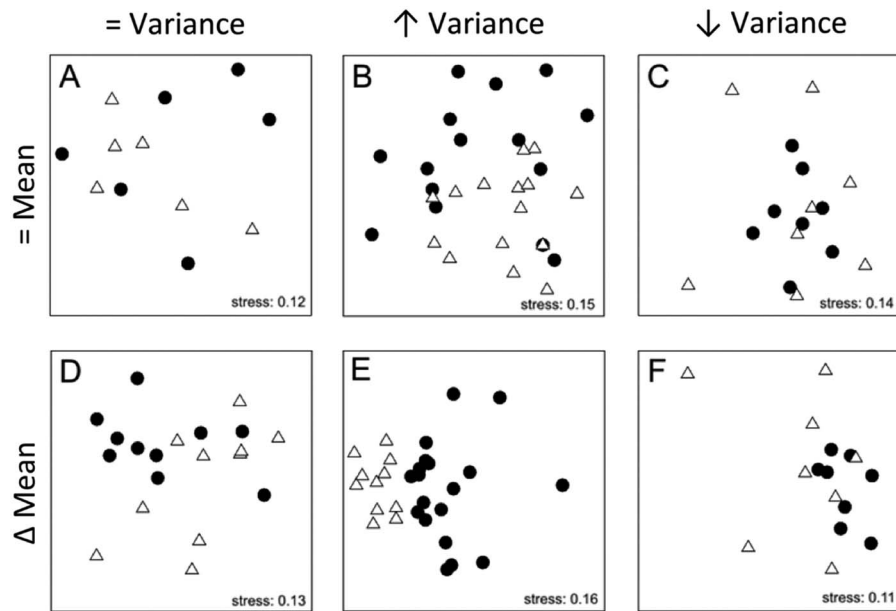 = Variance
↑ Variance
↓ Variance
= Mean
A
stress: 0.12
B
stress: 0.15
C
stress: 0.14
Δ Mean
D
stress: 0.13
E
stress: 0.16
F
stress: 0.11